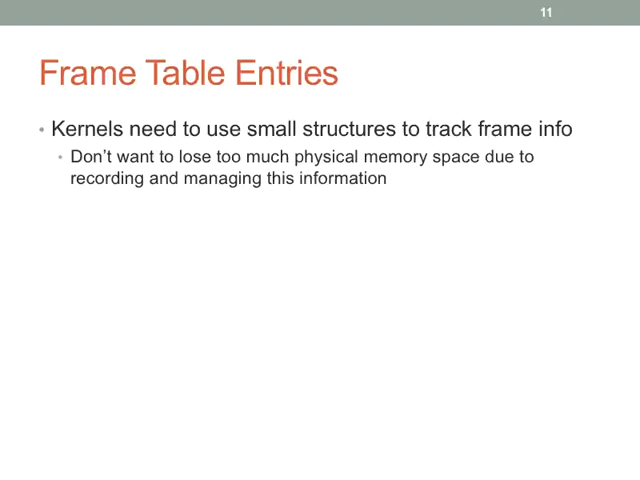 11
Frame Table Entries
• Kernels need to use small structures to track frame info
• Don’t want to lose too much physical memory space due to
recording and managing this information